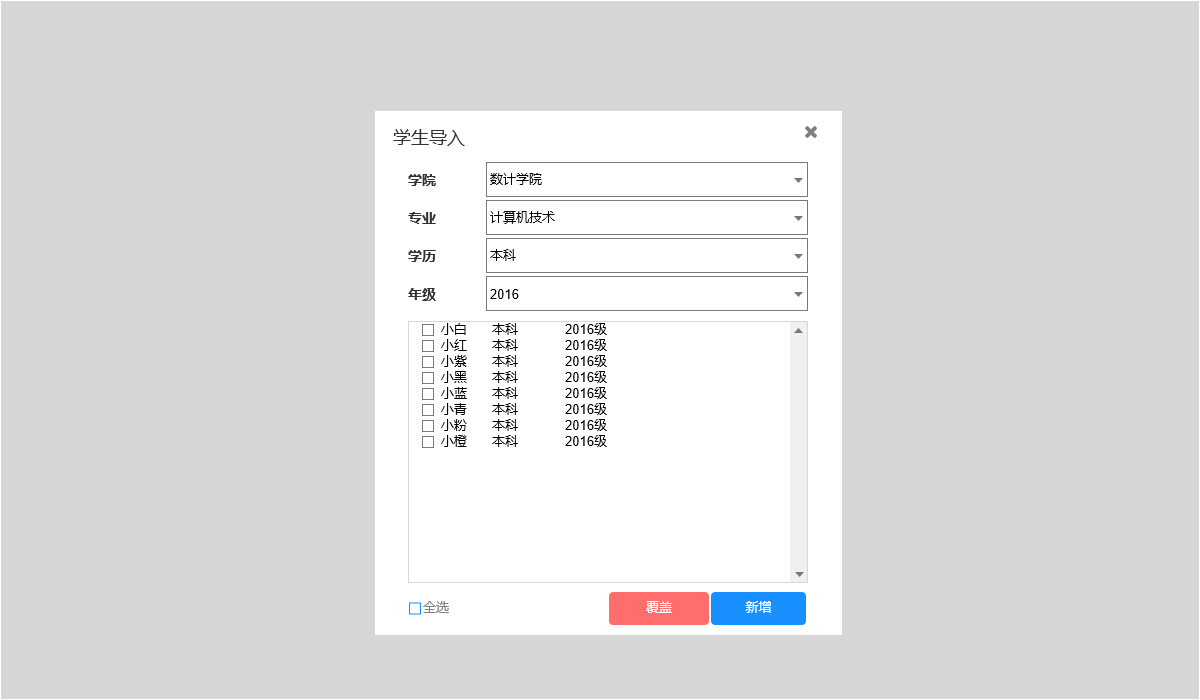 学生导入
学院 数计学院
专业 计算机技术
学历 本科
年级 2016
小白 本科 2016级
小红 本科 2016级
小紫 本科 2016级
小黑 本科 2016级
小蓝 本科 2016级
小青 本科 2016级
小粉 本科 2016级
小橙 本科 2016级
全选 覆盖 新增